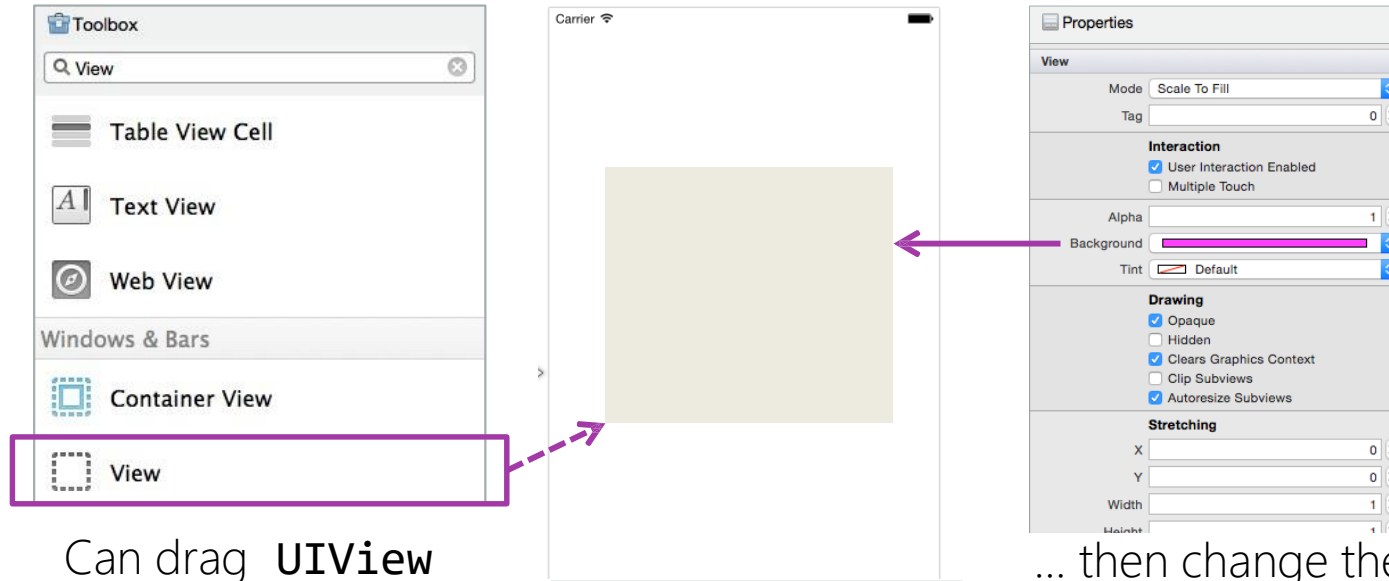 Toolbox
View
Table View Cell
Text View
Web View
Windows & Bars
Container View
View
Can drag UIView
Carrier
Properties
View
Mode Scale To Fill
Tag 0
Interaction
User Interaction Enabled
Multiple Touch
Alpha 1
Background
Tint Default
Drawing
Opaque
Hidden
Clears Graphics Context
Clip Subviews
Autoresize Subviews
Stretching
X 0
Y 0
Width 1
Height 1
... then change the